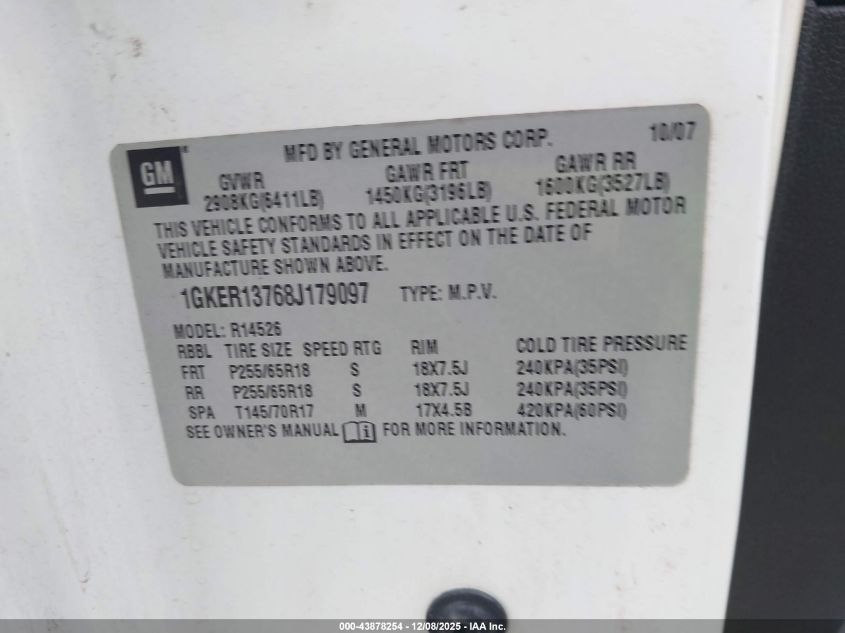 GM
MFD BY GENERAL MOTORS CORP. 10/07
GVWR GAWR FRT GAWR RR
2908KG(6411LB) 1450KG(3196LB) 1600KG(3527LB)
THIS VEHICLE CONFORMS TO ALL APPLICABLE U.S. FEDERAL MOTOR
VEHICLE SAFETY STANDARDS IN EFFECT ON THE DATE OF
MANUFACTURE SHOWN ABOVE.
1GKER13768J179097 TYPE: M.P.V.
MODEL: R14526
RBBL TIRE SIZE SPEED RTG RIM COLD TIRE PRESSURE
FRT P255/65R18 S 18X7.5J 240KPA(35PSI)
RR P255/65R18 S 18X7.5J 240KPA(35PSI)
SPA T145/70R17 M 17X4.5B 420KPA(60PSI)
SEE OWNER'S MANUAL i FOR MORE INFORMATION.
000-43878254 - 12/08/2025 - IAA Inc.